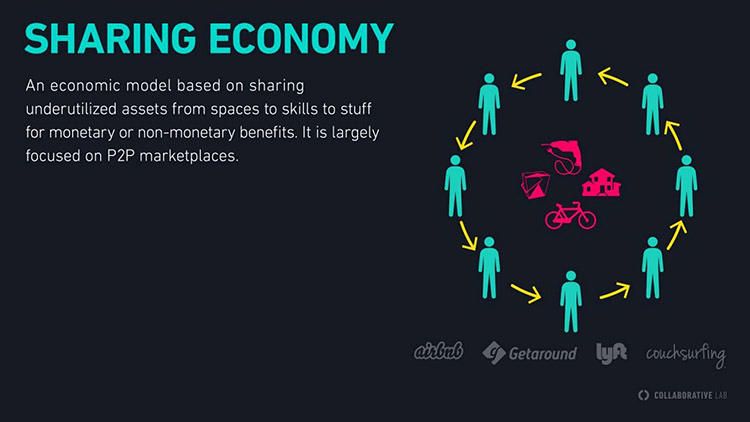 SHARING ECONOMY
An economic model based on sharing
underutilized assets from spaces to skills to stuff
for monetary or non-monetary benefits. It is largely
focused on P2P marketplaces.
airbnb Getaround lyft couchsurfing
COLLABORATIVE LAB